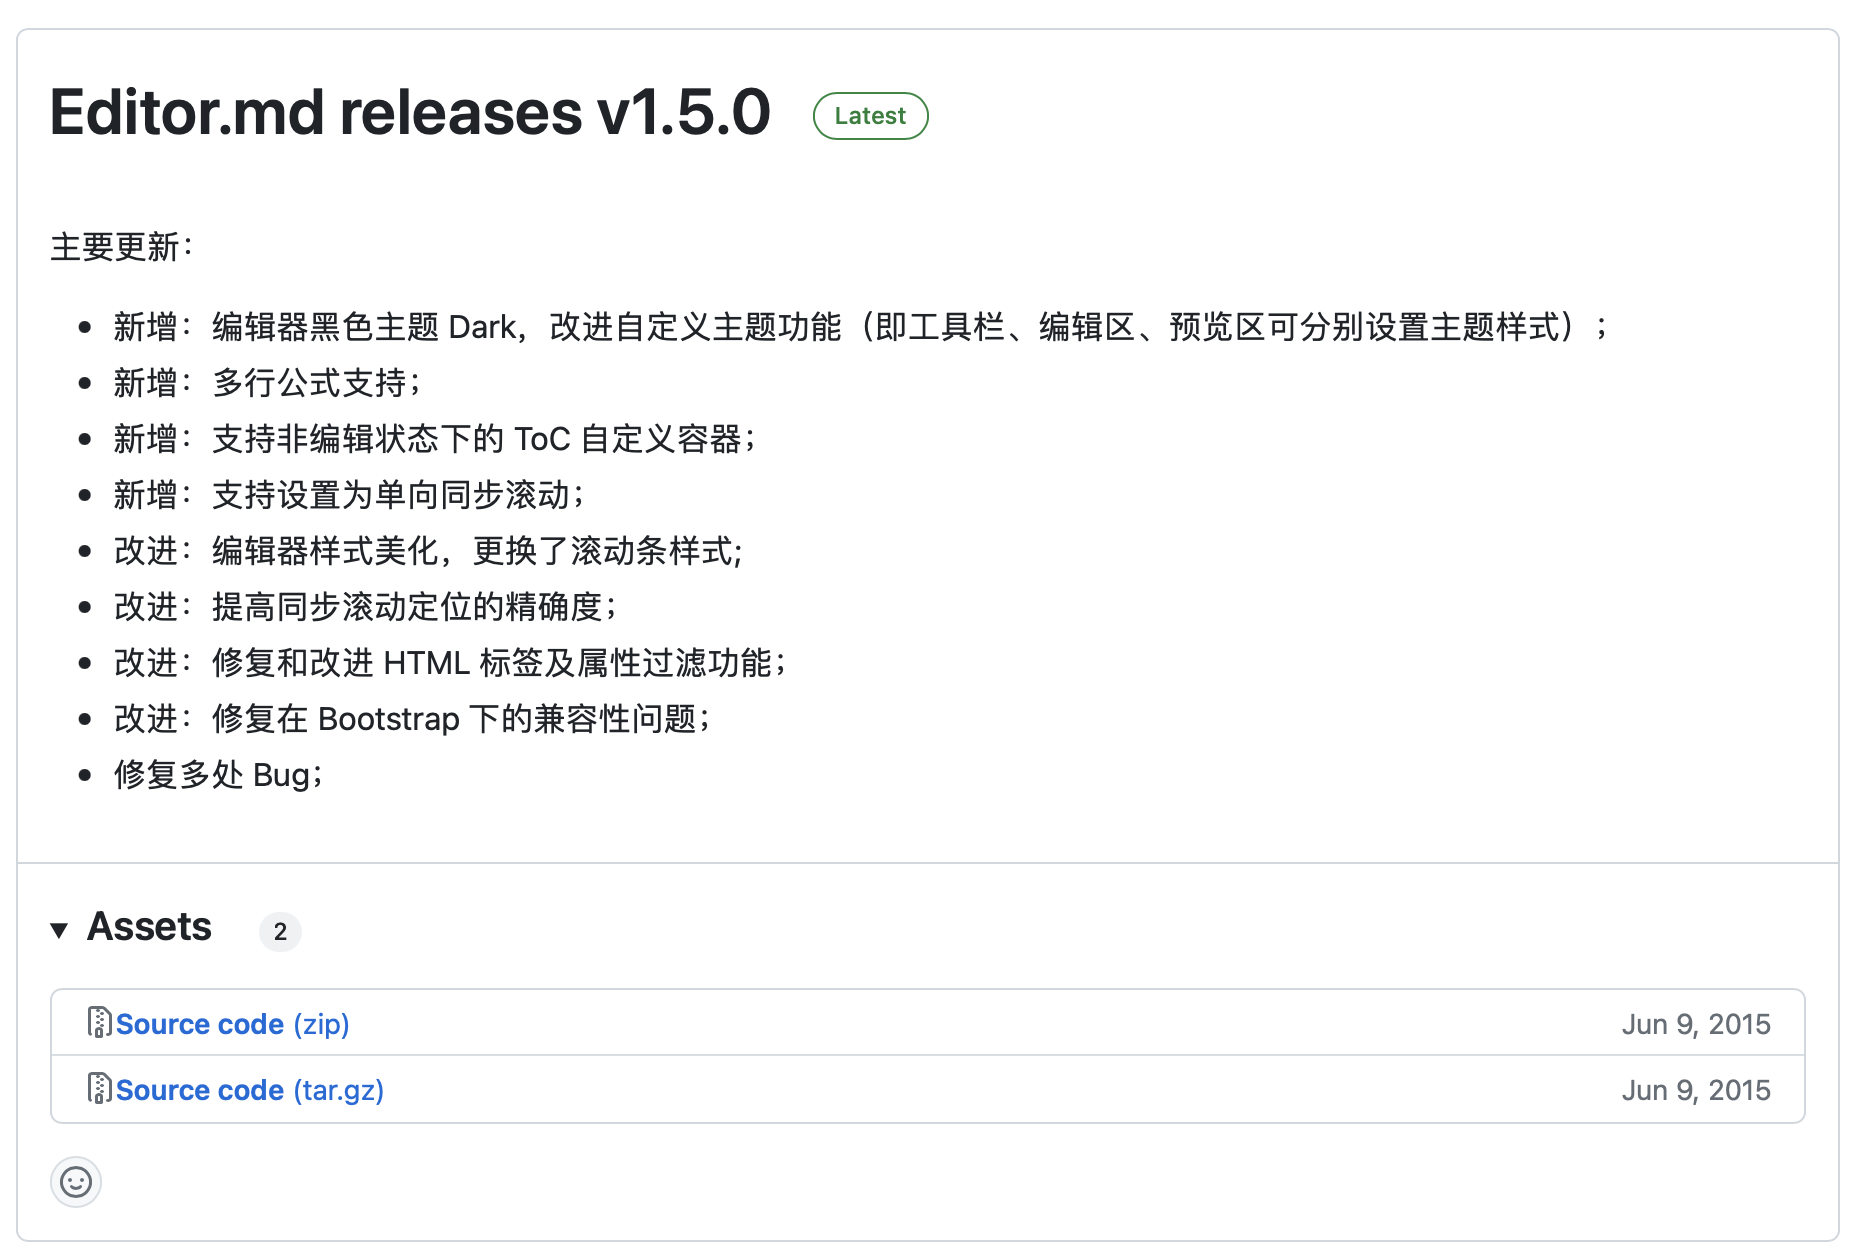 Editor.md releases v1.5.0 Latest
主要更新：
新增：编辑器黑色主题 Dark，改进自定义主题功能（即工具栏、编辑区、预览区可分别设置主题样式）；
新增：多行公式支持；
新增：支持非编辑状态下的 ToC 自定义容器；
新增：支持设置为单向同步滚动；
改进：编辑器样式美化，更换了滚动条样式;
改进：提高同步滚动定位的精确度；
改进：修复和改进 HTML 标签及属性过滤功能；
改进：修复在 Bootstrap 下的兼容性问题；
修复多处 Bug；
Assets 2
Source code (zip) Jun 9, 2015
Source code (tar.gz) Jun 9, 2015